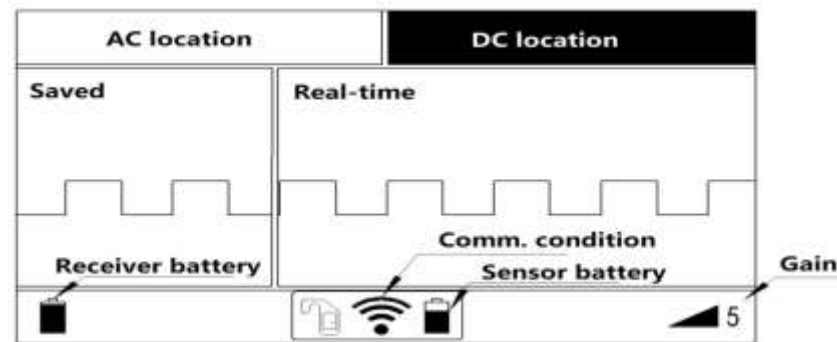 AC location
DC location
Saved
Real-time
Comm. condition
Receiver battery
Sensor battery
Gain
5